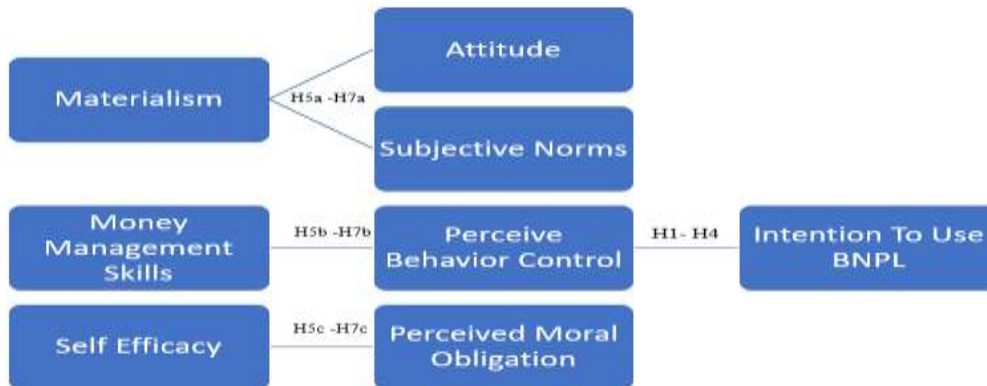 Attitude
Materialism
H5a -H7a
Subjective Norms
Money
Management
Skills
H5b -H7b
Perceive
Behavior Control
H1- H4
Intention To Use
BNPL
Self Efficacy
H5c -H7c
Perceived Moral
Obligation